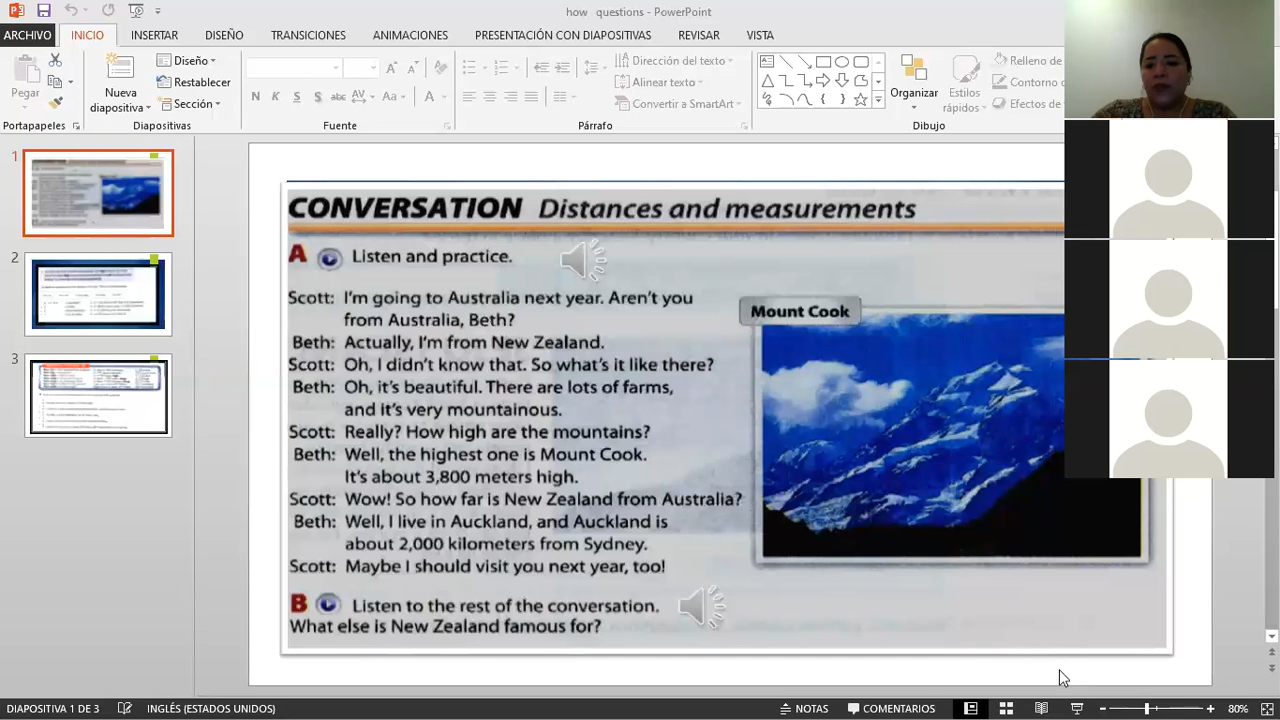 how questions - PowerPoint
ARCHIVO INICIO INSERTAR DISEÑO TRANSICIONES ANIMACIONES PRESENTACIÓN CON DIAPOSITIVAS REVISAR VISTA
Pegar
Nueva
diapositiva
Diseño
Restablecer
Sección
N K S S abc AV Aa A
Dirección del texto
Alinear texto
Convertir a SmartArt
Organizar
Estilos
rápidos
Relleno de
Contorno
Efectos de
Portapapeles Diapositivas Fuente Párrafo Dibujo
1
2
3
CONVERSATION Distances and measurements
A Listen and practice.
Scott: I'm going to Australia next year. Aren't you
from Australia, Beth?
Beth: Actually, I'm from New Zealand.
Scott: Oh, I didn't know that. So what's it like there?
Beth: Oh, it's beautiful. There are lots of farms,
and it's very mountainous.
Scott: Really? How high are the mountains?
Beth: Well, the highest one is Mount Cook.
It's about 3,800 meters high.
Scott: Wow! So how far is New Zealand from Australia?
Beth: Well, I live in Auckland, and Auckland is
about 2,000 kilometers from Sydney.
Scott: Maybe I should visit you next year, too!
Mount Cook
B Listen to the rest of the conversation.
What else is New Zealand famous for?
DIAPOSITIVA 1 DE 3 INGLÉS (ESTADOS UNIDOS) NOTAS COMENTARIOS 80%